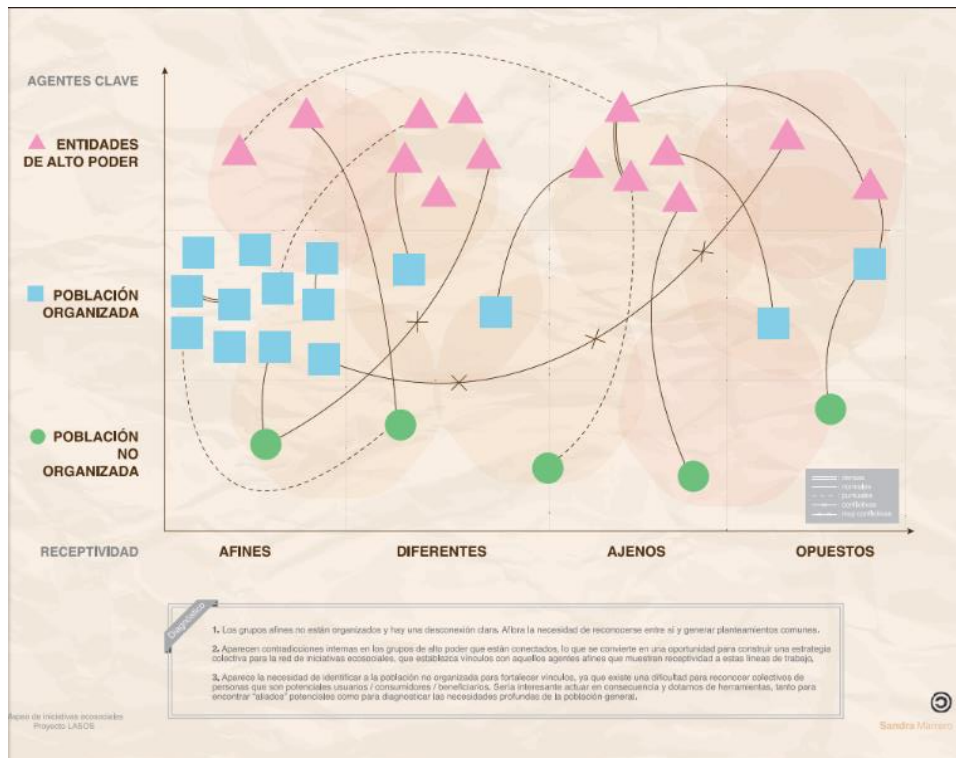 AGENTES CLAVE
ENTIDADES
DE ALTO PODER
POBLACIÓN
ORGANIZADA
POBLACIÓN
NO
ORGANIZADA
densas
normales
puntuales
conflictivas
muy conflictivas
RECEPTIVIDAD
AFINES
DIFERENTES
AJENOS
OPUESTOS
Diagnóstico
1. Los grupos afines no están organizados y hay una desconexión clara. Aflora la necesidad de reconocerse entre si y generar planteamientos comunes.
2. Aparecen contradicciones internas en los grupos de alto poder que están conectados, lo que se convierte en una oportunidad para construir una estrategia
colectiva para la red de iniciativas ecosociales, que establezca vínculos con aquellos agentes afines que muestran receptividad a estas líneas de trabajo.
3. Aparece la necesidad de identificar a la población no organizada para fortalecer vínculos, ya que existe una dificultad para reconocer colectivos de
personas que son potenciales usuarios / consumidores / beneficiarios. Sería interesante actuar en consecuencia y dotarnos de herramientas, tanto para
encontrar "aliados" potenciales como para diagnosticar las necesidades profundas de la población general.
de Iniciativas ecosociales
Proyecto LASOS
Sandra Marrero